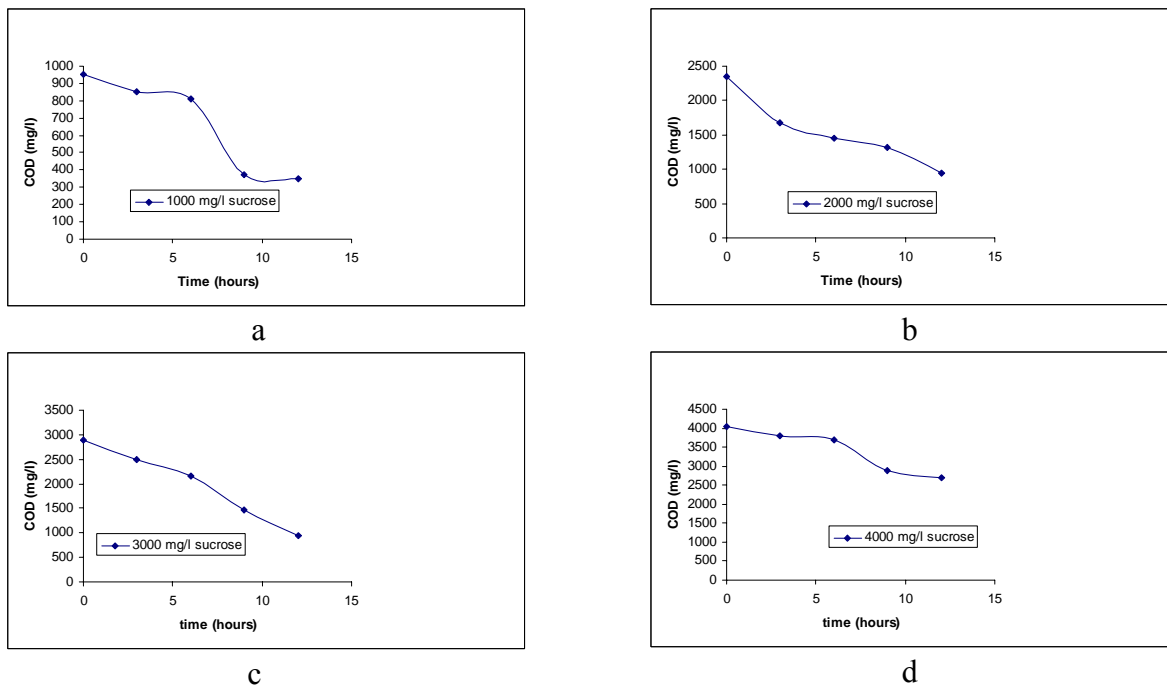 1000
900
800
700
600
500
400
300
200
100
0
COD (mg/l)
1000 mg/l sucrose
0 5 10 15
Time (hours)
a
2500
2000
1500
1000
500
0
COD (mg/l)
2000 mg/l sucrose
0 5 10 15
Time (hours)
b
3500
3000
2500
2000
1500
1000
500
0
COD (mg/l)
3000 mg/l sucrose
0 5 10 15
time (hours)
c
4500
4000
3500
3000
2500
2000
1500
1000
500
0
COD (mg/l)
4000 mg/l sucrose
0 5 10 15
time (hours)
d